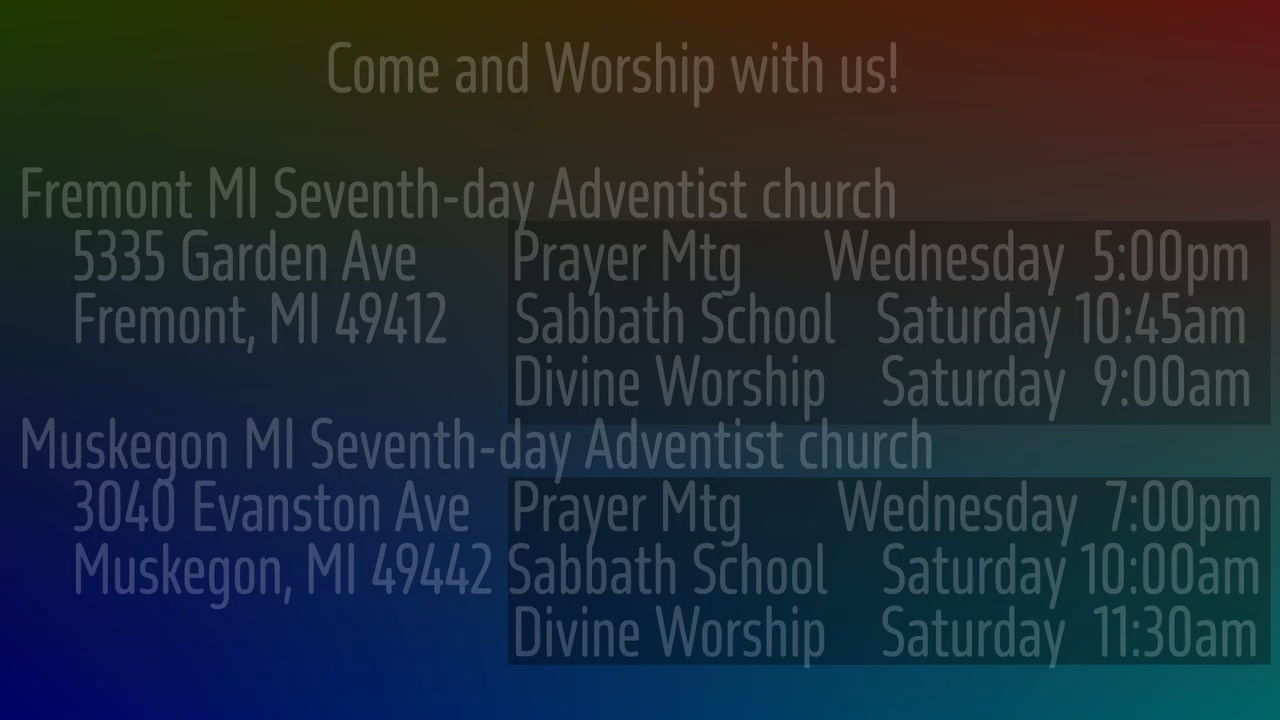 Come and Worship with us!
Fremont MI Seventh-day Adventist church
5335 Garden Ave Prayer Mtg Wednesday 5:00pm
Fremont, MI 49412 Sabbath School Saturday 10:45am
Divine Worship Saturday 9:00am
Muskegon MI Seventh-day Adventist church
3040 Evanston Ave Prayer Mtg Wednesday 7:00pm
Muskegon, MI 49442 Sabbath School Saturday 10:00am
Divine Worship Saturday 11:30am